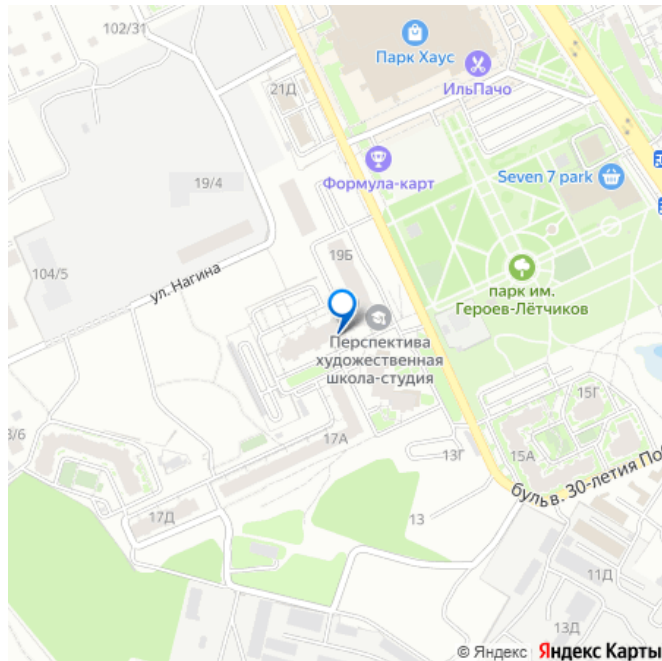 102/31
Парк Хаус
ИльПачо
21Д
Формула-карт
Seven 7 park
19/4
19Б
парк им.
Героев-Лётчиков
104/5
ул. Нагина
Перспектива
художественная
школа-студия
15Г
17А
13Г
15А
бульв. 30-летия Поб
17Д
13
11Д
13Д
© Яндекс
Яндекс Карты